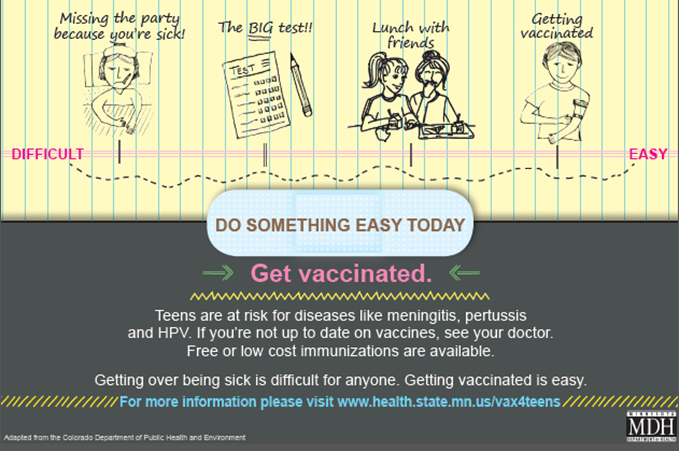 Missing the party
because you're sick!
The BIG test!!
Lunch with
friends
Getting
vaccinated
TEST
DIFFICULT
EASY
DO SOMETHING EASY TODAY
Get vaccinated.
Teens are at risk for diseases like meningitis, pertussis
and HPV. If you're not up to date on vaccines, see your doctor.
Free or low cost immunizations are available.
Getting over being sick is difficult for anyone. Getting vaccinated is easy.
For more information please visit www.health.state.mn.us/vax4teens
MINNESOTA
MDH
DEPARTMENT OF HEALTH
Adapted from the Colorado Department of Public Health and Environment